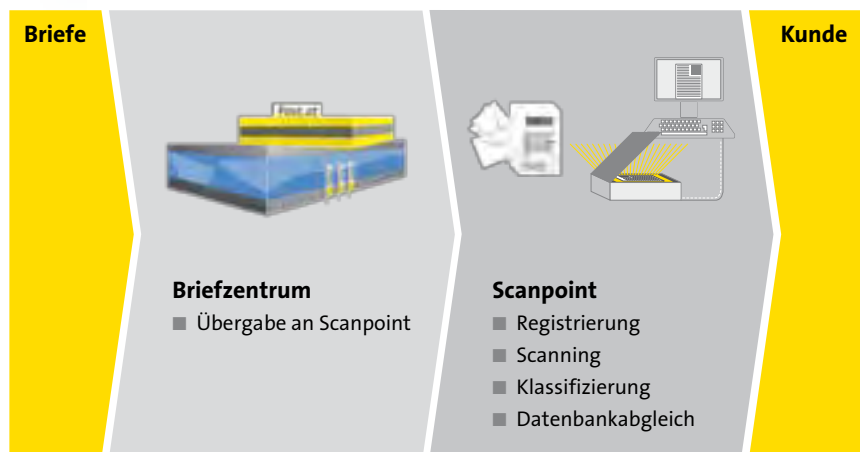 Briefe
Kunde
Post.at
Briefzentrum
Übergabe an Scanpoint
Scanpoint
Registrierung
Scanning
Klassifizierung
Datenbankabgleich